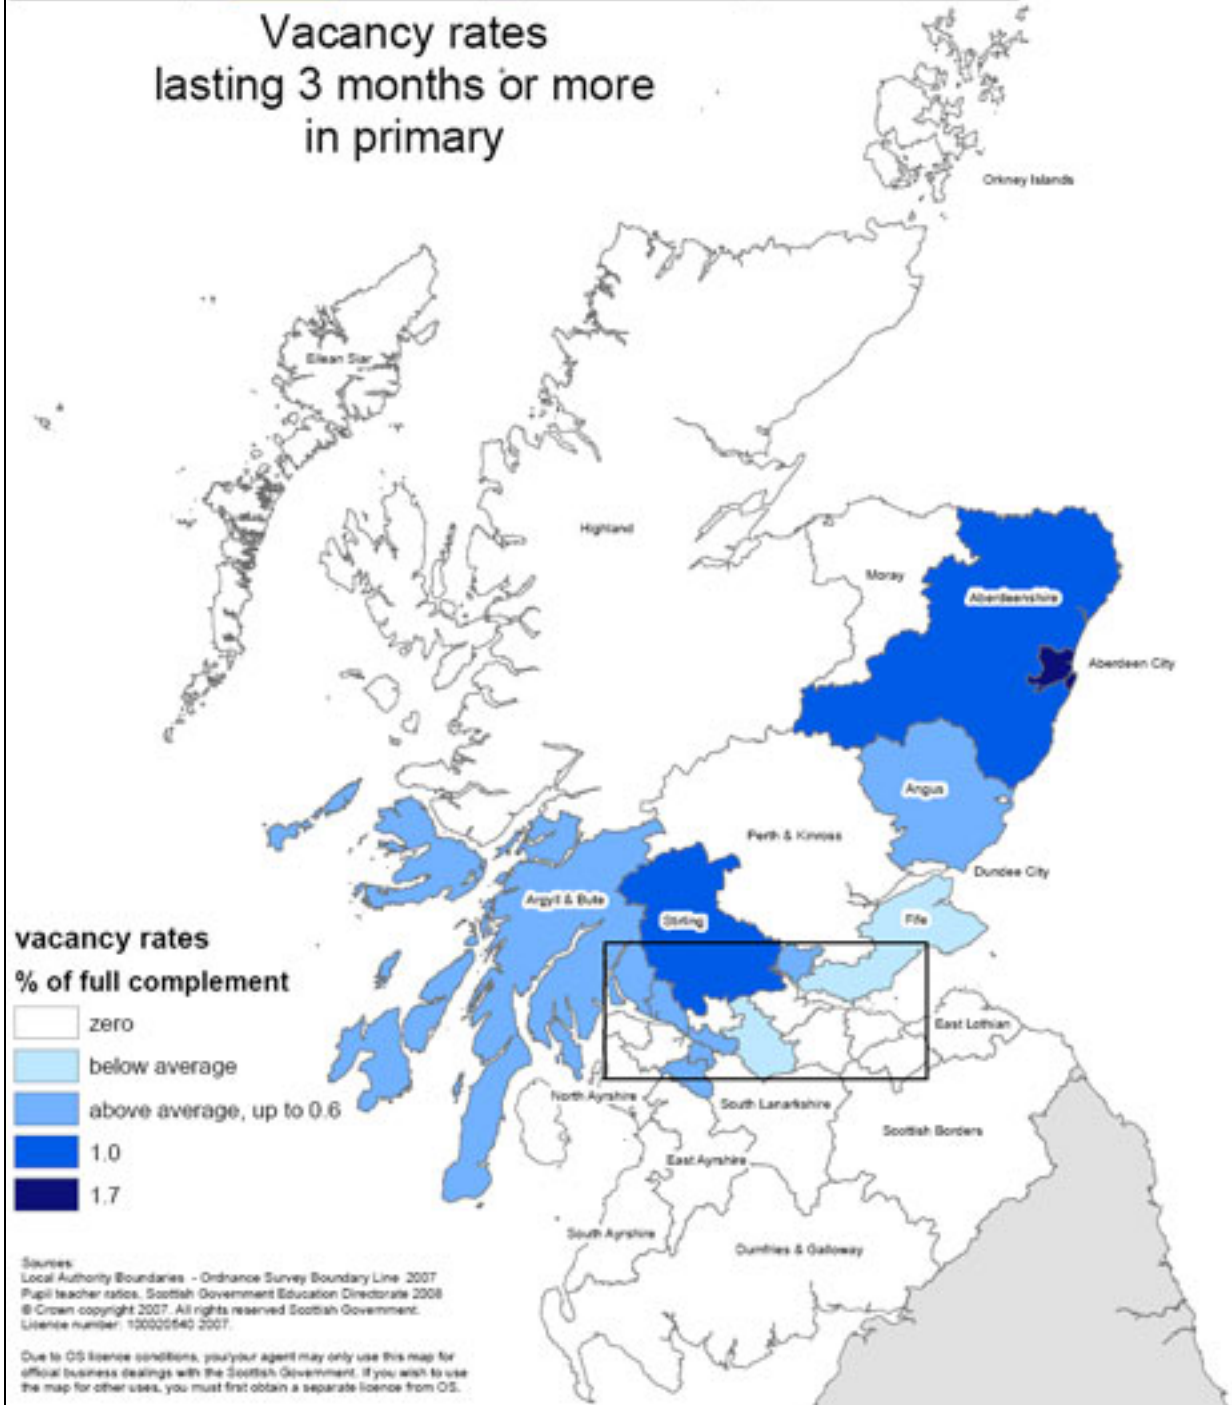 Vacancy rates
lasting 3 months or more
in primary
Orkney Islands
Eilean Siar
Highland
Moray
Aberdeenshire
Aberdeen City
Angus
Perth & Kinross
Dundee City
Argyll & Bute
Stirling
Fife
East Lothian
North Ayrshire
South Lanarkshire
Scottish Borders
East Ayrshire
South Ayrshire
Dumfries & Galloway
vacancy rates
% of full complement
zero
below average
above average, up to 0.6
1.0
1.7
Sources:
Local Authority Boundaries - Ordnance Survey Boundary Line 2007
Pupil teacher ratios, Scottish Government Education Directorate 2008
© Crown copyright 2007. All rights reserved Scottish Government.
Licence number: 100020540 2007.
Due to OS licence conditions, you/your agent may only use this map for
official business dealings with the Scottish Government. If you wish to use
the map for other uses, you must first obtain a separate licence from OS.